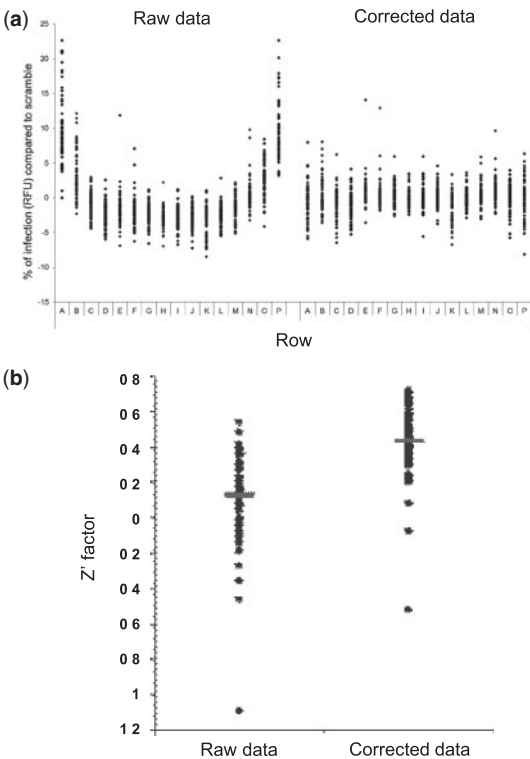 (a) Raw data Corrected data
% of infection (RFU) compared to scramble
25
20
15
10
5
0
-5
-10
-15
A B C D E F G H I J K L M N O P A B C D E F G H I J K L M N O P
Row
(b)
Z' factor
0 8
0 6
0 4
0 2
0
0 2
0 4
0 6
0 8
1
1 2
Raw data Corrected data